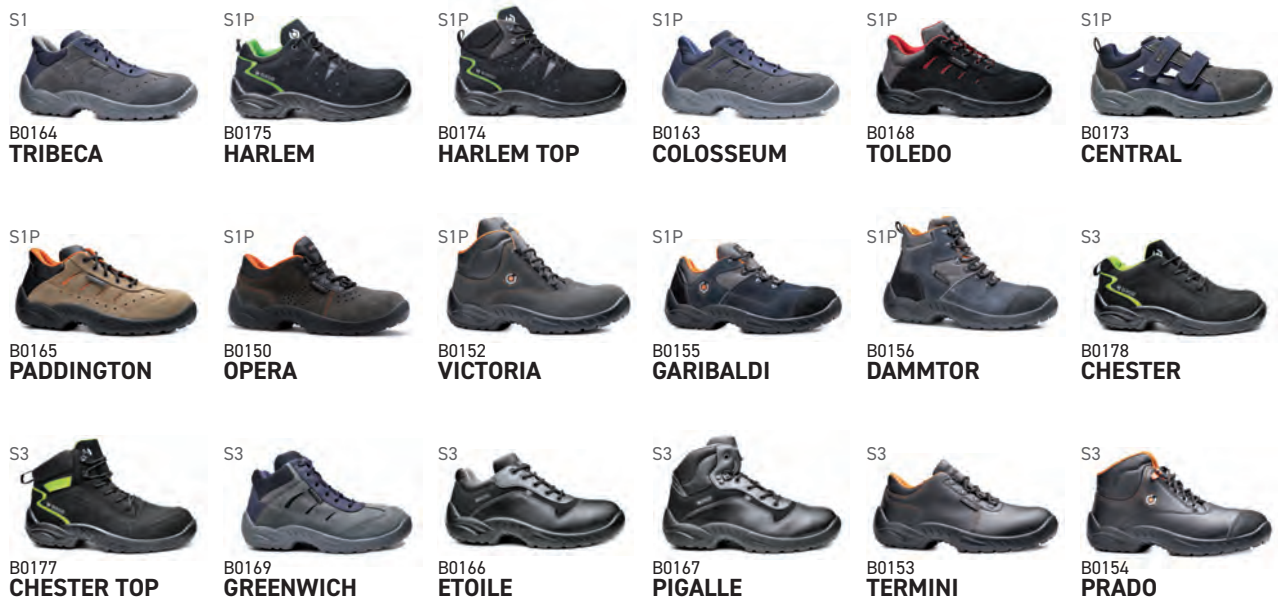 S1
B0164
TRIBECA
S1P
B0175
HARLEM
S1P
B0174
HARLEM TOP
S1P
B0163
COLOSSEUM
S1P
B0168
TOLEDO
S1P
B0173
CENTRAL
S1P
B0165
PADDINGTON
S1P
B0150
OPERA
S1P
B0152
VICTORIA
S1P
B0155
GARIBALDI
S1P
B0156
DAMMTOR
S3
B0178
CHESTER
S3
B0177
CHESTER TOP
S3
B0169
GREENWICH
S3
B0166
ETOILE
S3
B0167
PIGALLE
S3
B0153
TERMINI
S3
B0154
PRADO